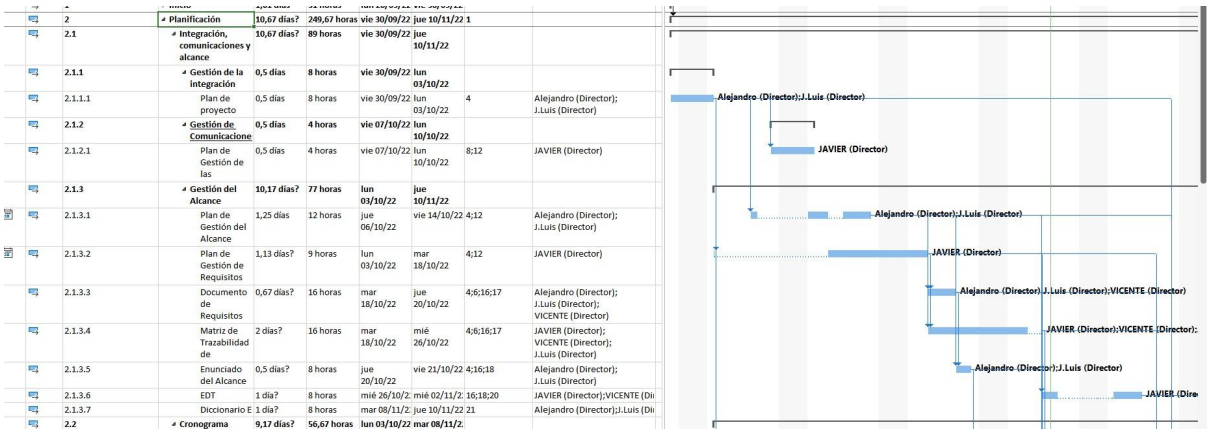 2 Planificación 10,67 días? 249,67 horas vie 30/09/22 jue 10/11/22 1
2.1 Integración, 10,67 días? 89 horas vie 30/09/22 jue
comunicaciones y 10/11/22
alcance
2.1.1 Gestión de la 0,5 días 8 horas vie 30/09/22 lun
integración 03/10/22
2.1.1.1 Plan de 0,5 días 8 horas vie 30/09/22 lun 4 Alejandro (Director); Alejandro (Director);J.Luis (Director)
proyecto 03/10/22 J.Luis (Director)
2.1.2 Gestión de 0,5 días 4 horas vie 07/10/22 lun
Comunicacione 10/10/22
2.1.2.1 Plan de 0,5 días 4 horas vie 07/10/22 lun 8;12 JAVIER (Director) JAVIER (Director)
Gestión de 10/10/22
las
2.1.3 Gestión del 10,17 días? 77 horas lun jue
Alcance 03/10/22 10/11/22
2.1.3.1 Plan de 1,25 días 12 horas jue vie 14/10/22 4;12 Alejandro (Director); Alejandro (Director);J.Luis (Director)
Gestión del 06/10/22 J.Luis (Director)
Alcance
2.1.3.2 Plan de 1,13 días? 9 horas lun mar 4;12 JAVIER (Director) JAVIER (Director)
Gestión de 03/10/22 18/10/22
Requisitos
2.1.3.3 Documento 0,67 días? 16 horas mar jue 4;6;16;17 Alejandro (Director); Alejandro (Director);J.Luis (Director);VICENTE (Director)
de 18/10/22 20/10/22 J.Luis (Director);
Requisitos VICENTE (Director)
2.1.3.4 Matriz de 2 días? 16 horas mar mié 4;6;16;17 JAVIER (Director); JAVIER (Director);VICENTE (Director);
Trazabilidad 18/10/22 26/10/22 VICENTE (Director);
de J.Luis (Director)
2.1.3.5 Enunciado 0,5 días? 8 horas jue vie 21/10/22 4;16;18 Alejandro (Director); Alejandro (Director);J.Luis (Director)
del Alcance 20/10/22 J.Luis (Director)
2.1.3.6 EDT 1 día? 8 horas mié 26/10/2 mié 02/11/2 16;18;20 JAVIER (Director);VICENTE (Di JAVIER (Dire
2.1.3.7 Diccionario E 1 día? 8 horas mar 08/11/2 jue 10/11/22 21 Alejandro (Director);J.Luis (Di
2.2 Cronograma 9,17 días? 56,67 horas lun 03/10/22 mar 08/11/2